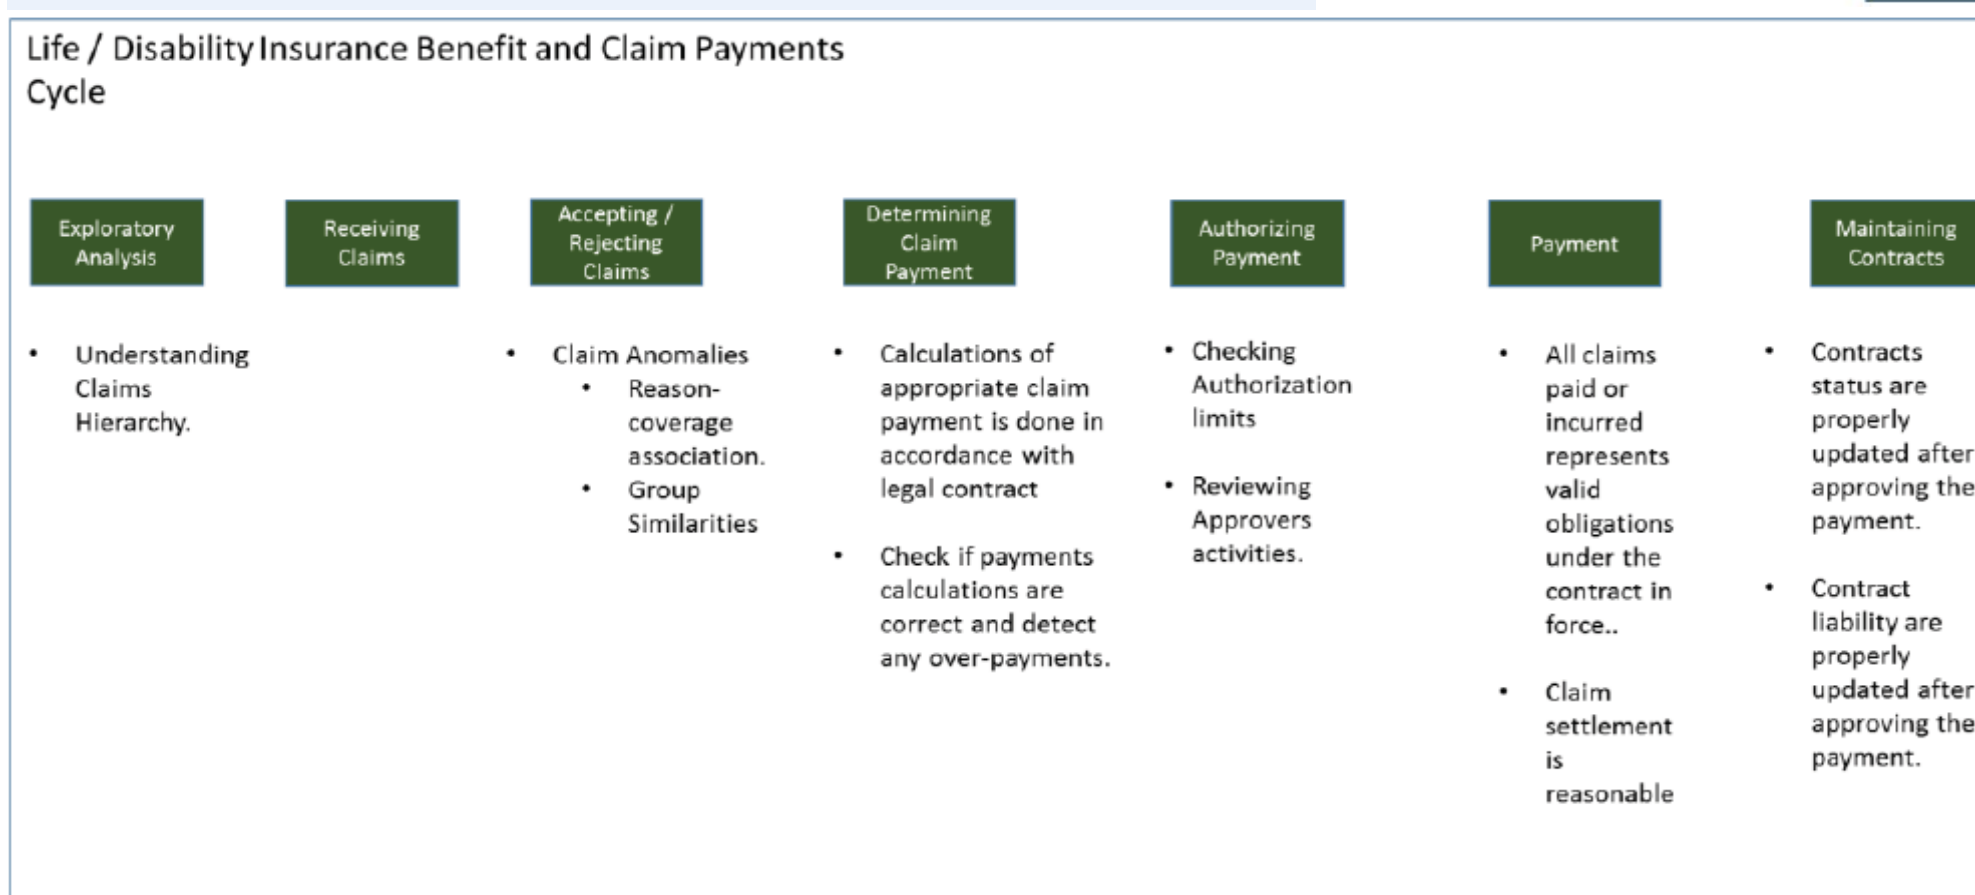 Life / Disability Insurance Benefit and Claim Payments
Cycle
Exploratory
Analysis
Receiving
Claims
Accepting /
Rejecting
Claims
Determining
Claim
Payment
Authorizing
Payment
Payment
Maintaining
Contracts
• Understanding
Claims
Hierarchy.
• Claim Anomalies
• Reason-
coverage
association.
• Group
Similarities
• Calculations of
appropriate claim
payment is done in
accordance with
legal contract
• Check if payments
calculations are
correct and detect
any over-payments.
• Checking
Authorization
limits
• Reviewing
Approvers
activities.
• All claims
paid or
incurred
represents
valid
obligations
under the
contract in
force..
• Claim
settlement
is
reasonable
• Contracts
status are
properly
updated after
approving the
payment.
• Contract
liability are
properly
updated after
approving the
payment.